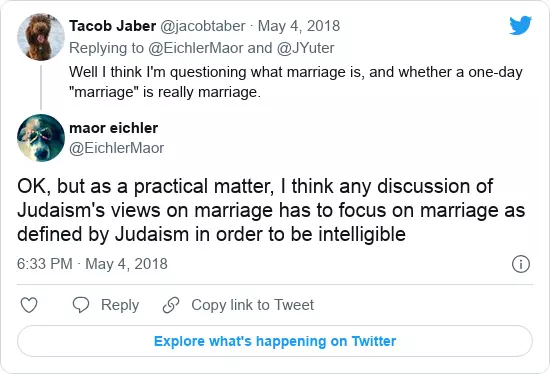 Tacob Jaber @jacobtaber · May 4, 2018
Replying to @EichlerMaor and @JYuter
Well I think I'm questioning what marriage is, and whether a one-day
"marriage" is really marriage.
maor eichler
@EichlerMaor
OK, but as a practical matter, I think any discussion of
Judaism's views on marriage has to focus on marriage as
defined by Judaism in order to be intelligible
6:33 PM · May 4, 2018
Reply
Copy link to Tweet
Explore what's happening on Twitter